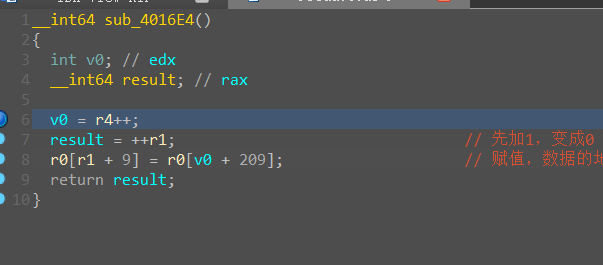 1 __int64 sub_4016E4()
2 {
3 int v0; // edx
4 __int64 result; // rax
5
6 v0 = r4++;
7 result = ++r1; // 先加1，变成0
8 r0[r1 + 9] = r0[v0 + 209]; // 赋值，数据的地
9 return result;
10 }